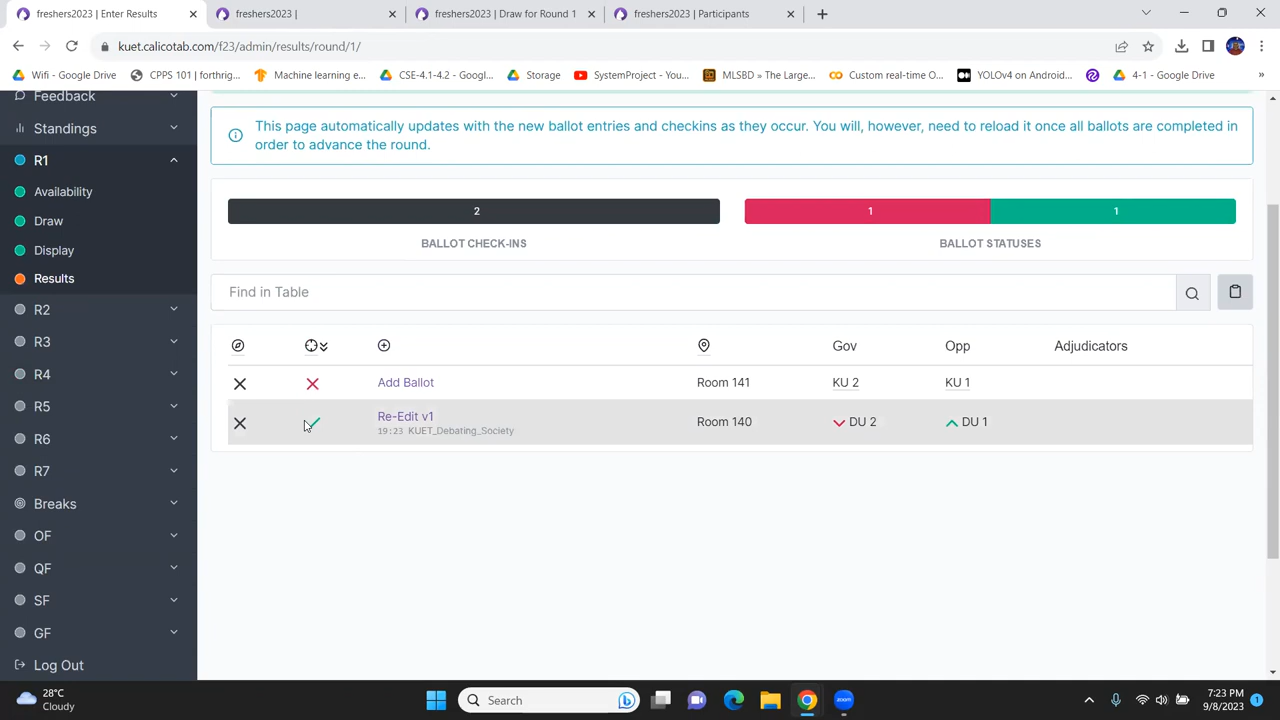 freshers2023 | Enter Results
freshers2023 |
freshers2023 | Draw for Round 1
freshers2023 | Participants
kuet.calicotab.com/f23/admin/results/round/1/
Wifi - Google Drive
CPPS 101 | forthrig...
Machine learning e...
CSE-4.1-4.2 - Googl...
Storage
SystemProject - You...
MLSBD » The Large...
Custom real-time O...
YOLOv4 on Android...
4-1 - Google Drive
»
Feedback
Standings
R1
Availability
Draw
Display
Results
R2
R3
R4
R5
R6
R7
Breaks
OF
QF
SF
GF
Log Out
This page automatically updates with the new ballot entries and checkins as they occur. You will, however, need to reload it once all ballots are completed in
order to advance the round.
2
BALLOT CHECK-INS
1 1
BALLOT STATUSES
Find in Table
Gov Opp Adjudicators
Add Ballot Room 141 KU 2 KU 1
Re-Edit v1 Room 140 DU 2 DU 1
19:23 KUET_Debating_Society
28°C
Cloudy
Search
zoom
7:23 PM
9/8/2023
1